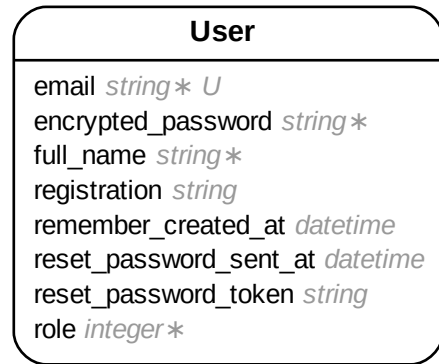 User
email string∗ U
encrypted_password string∗
full_name string∗
registration string
remember_created_at datetime
reset_password_sent_at datetime
reset_password_token string
role integer∗